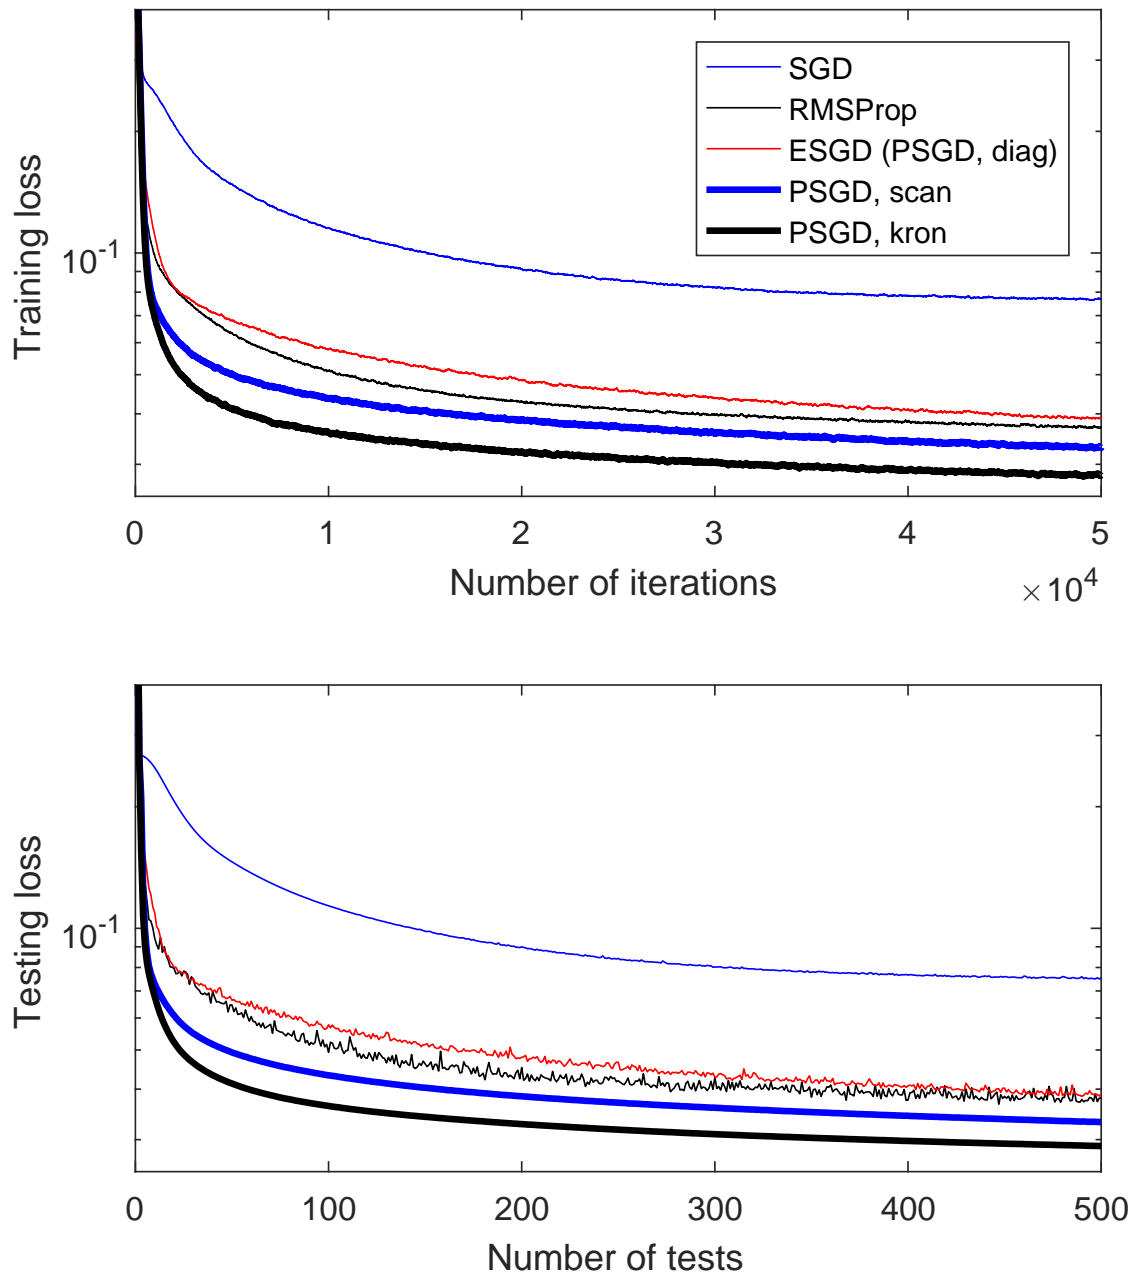 SGD
RMSProp
ESGD (PSGD, diag)
PSGD, scan
PSGD, kron
Training loss
10^-1
0 1 2 3 4 5
Number of iterations
× 10^4
Testing loss
10^-1
0 100 200 300 400 500
Number of tests